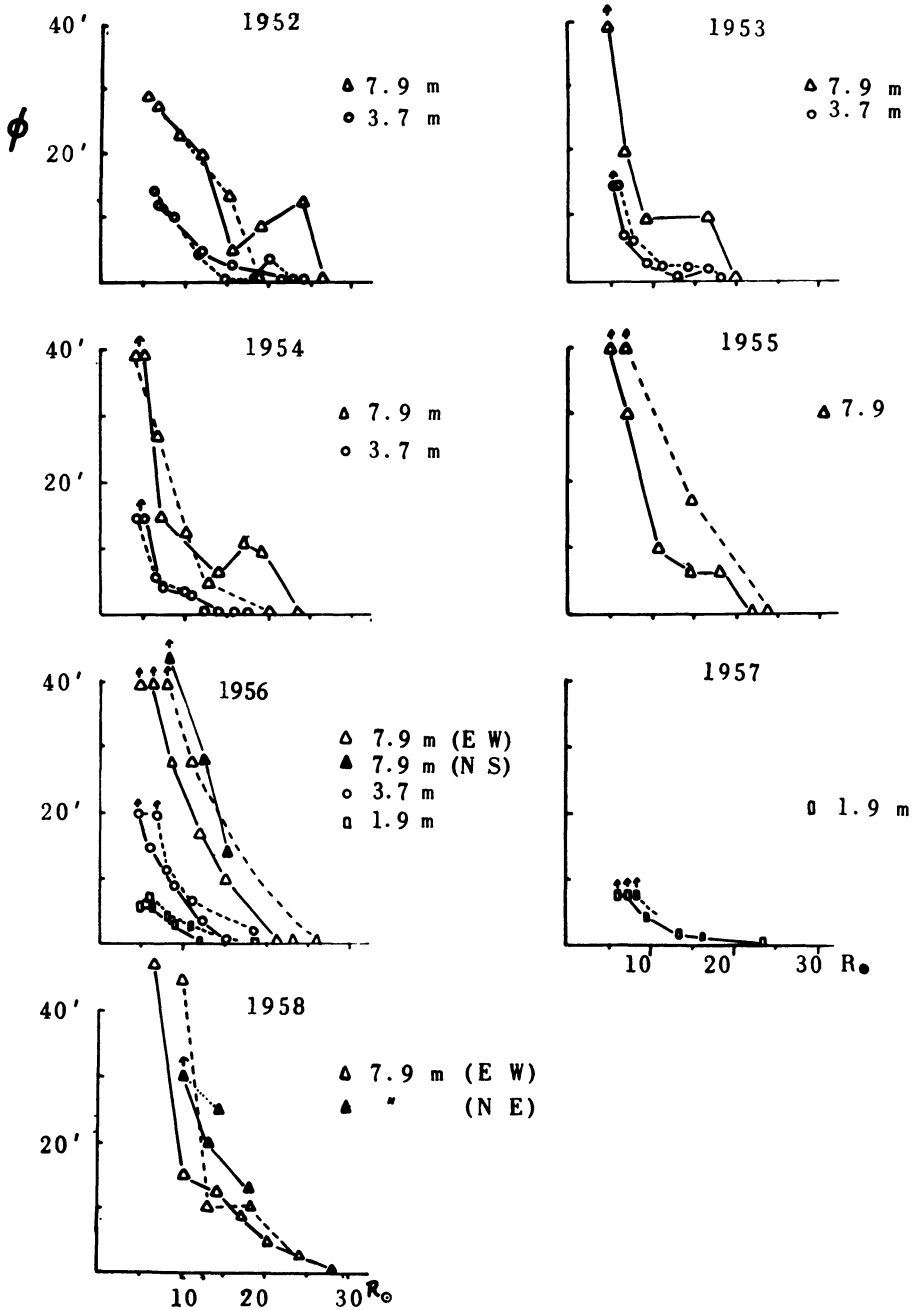 1952
40'
ϕ
20'
7.9 m
3.7 m
1953
7.9 m
3.7 m
1954
40'
20'
7.9 m
3.7 m
1955
7.9
1956
40'
20'
7.9 m (E W)
7.9 m (N S)
3.7 m
1.9 m
1957
1.9 m
10 20 30 R⊙
1958
40'
20'
7.9 m (E W)
" (N E)
10 20 30 R⊙